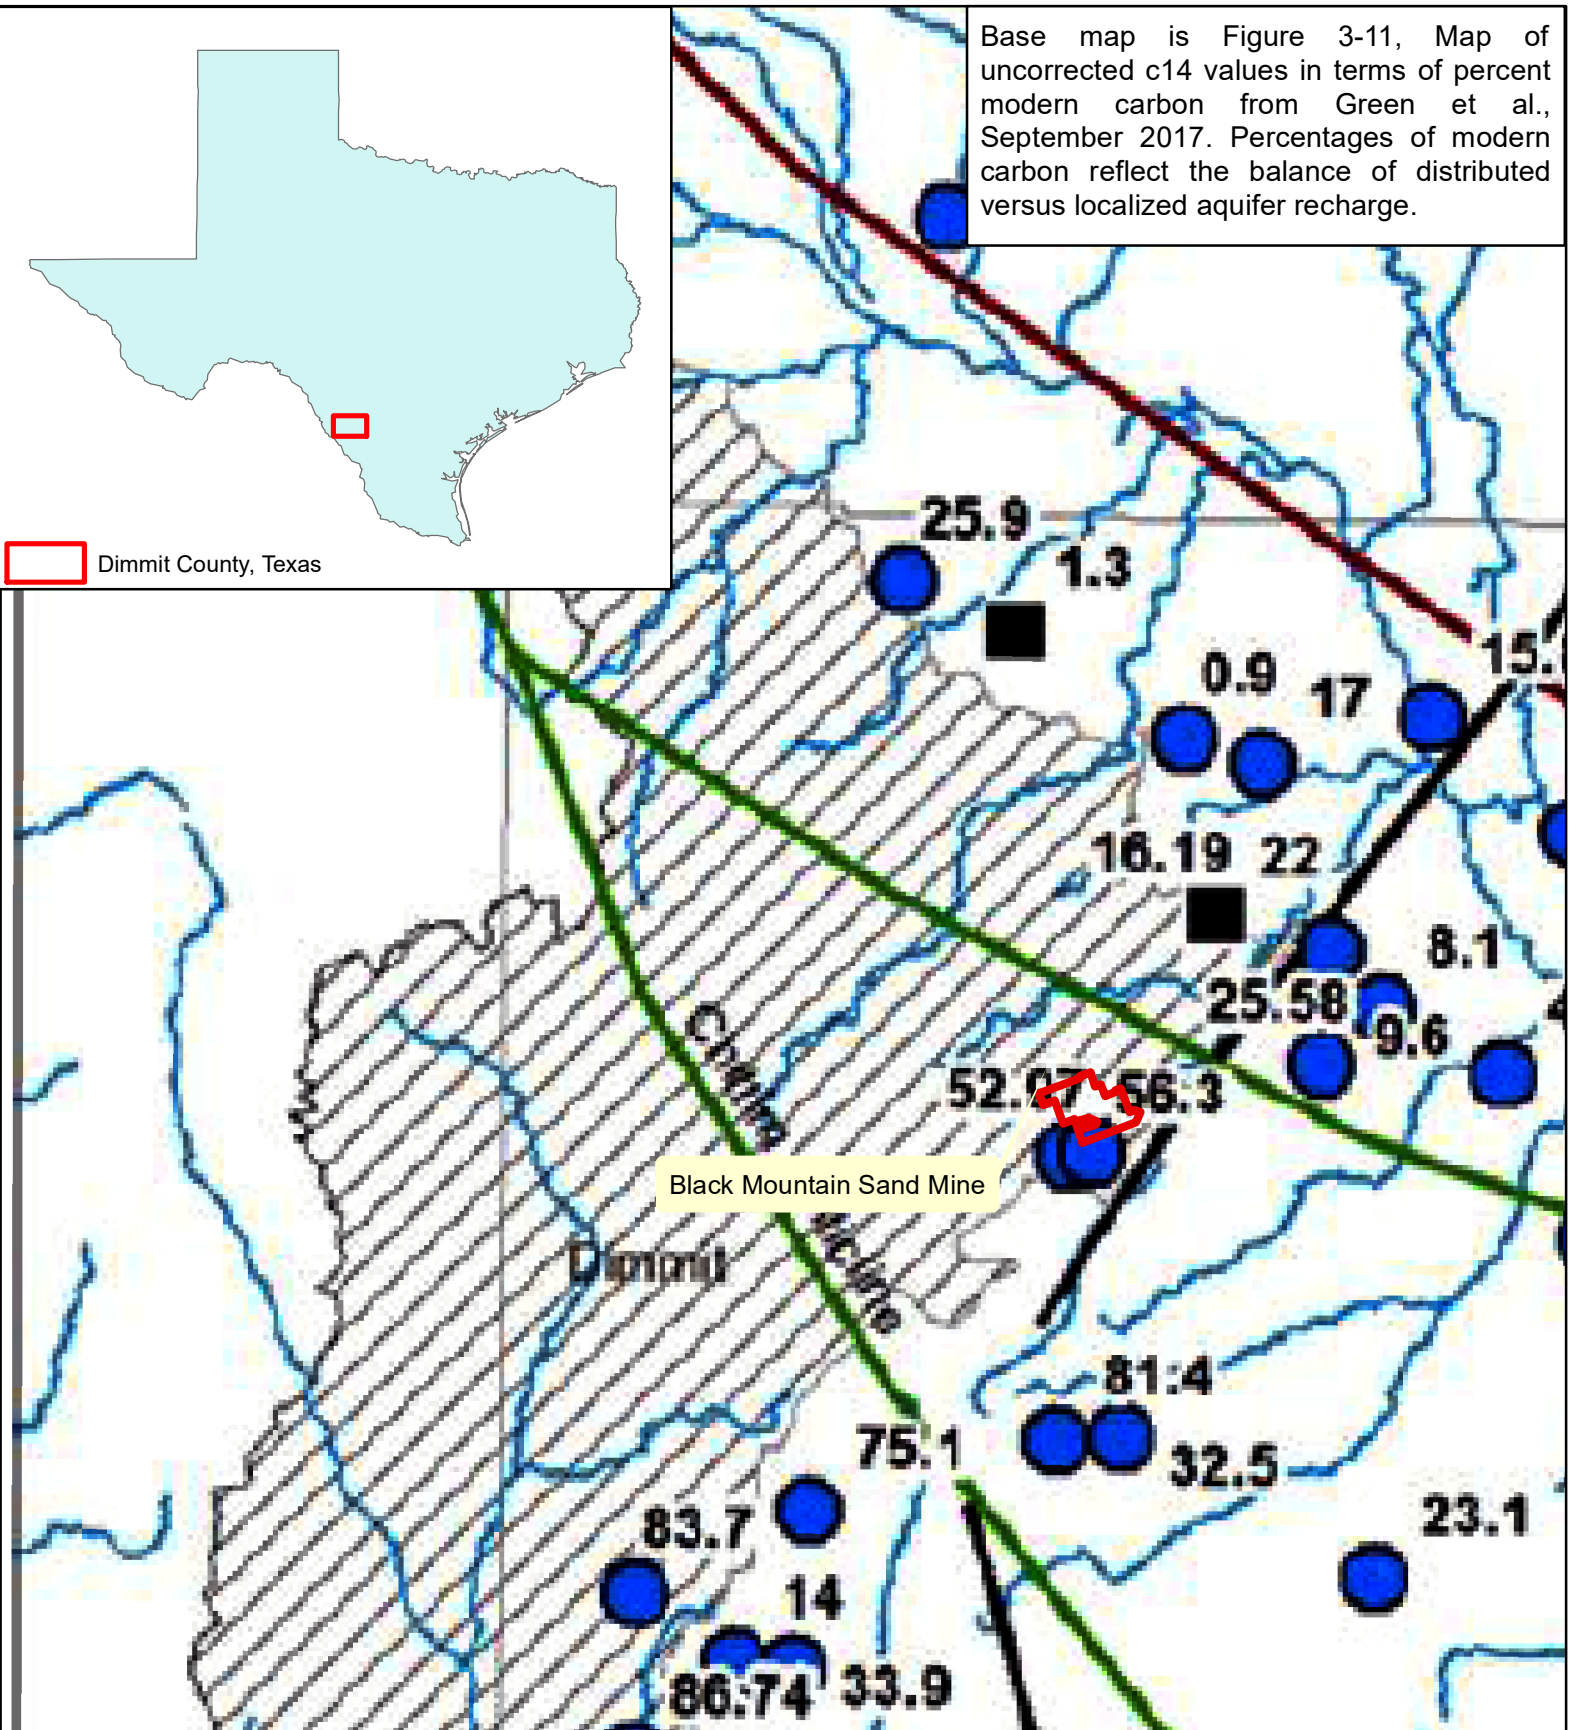 Base map is Figure 3-11, Map of
uncorrected c14 values in terms of percent
modern carbon from Green et al.,
September 2017. Percentages of modern
carbon reflect the balance of distributed
versus localized aquifer recharge.
Dimmit County, Texas
25.9
1.3
0.9
17
16.19
22
8.1
25.58
9.6
56.3
Black Mountain Sand Mine
81.4
75.1
32.5
23.1
83.7
14
86.74
33.9